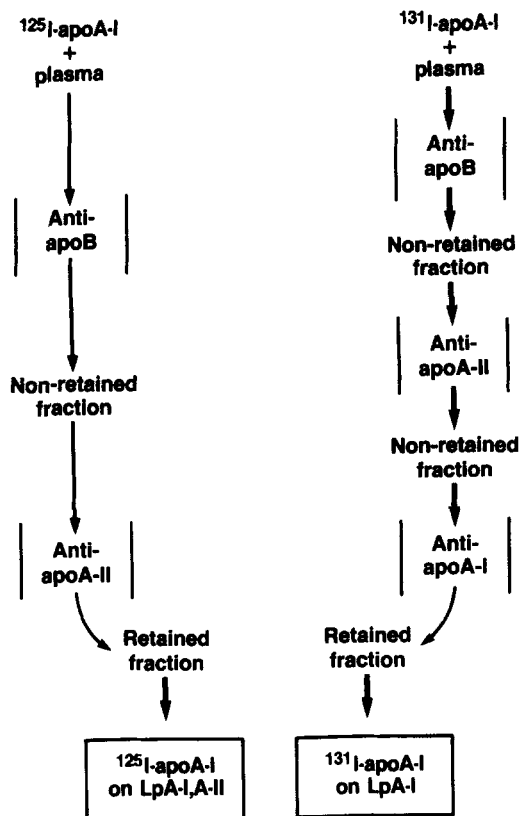 ¹²⁵I-apoA-I
+
plasma
Anti-
apoB
Non-retained
fraction
Anti-
apoA-II
Retained
fraction
¹²⁵I-apoA-I
on LpA-I,A-II
¹³¹I-apoA-I
+
plasma
Anti-
apoB
Non-retained
fraction
Anti-
apoA-II
Non-retained
fraction
Anti-
apoA-I
Retained
fraction
¹³¹I-apoA-I
on LpA-I